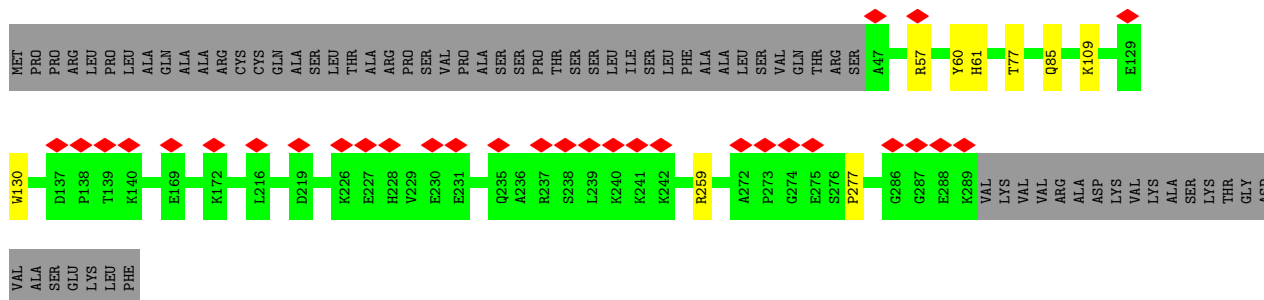 MET PRO PRO ARG LEU PRO LEU ALA GLN ALA ALA ARG CYS CYS GLN ALA SER LEU THR ALA ARG PRO SER VAL PRO ALA SER SER PRO THR SER SER LEU ILE SER LEU PHE ALA ALA LEU SER VAL GLN THR ARG SER A47 R57 Y60 H61 T77 Q85 K109 E129
W130 D137 P138 T139 K140 E169 K172 L216 D219 K226 E227 H228 V229 E230 E231 Q235 A236 R237 S238 L239 K240 K241 K242 R259 A272 P273 G274 E275 S276 P277 G286 G287 E288 K289 VAL LYS VAL VAL ARG ALA ASP LYS VAL LYS ALA SER LYS THR GLY ASP
VAL ALA SER GLU LYS LEU PHE